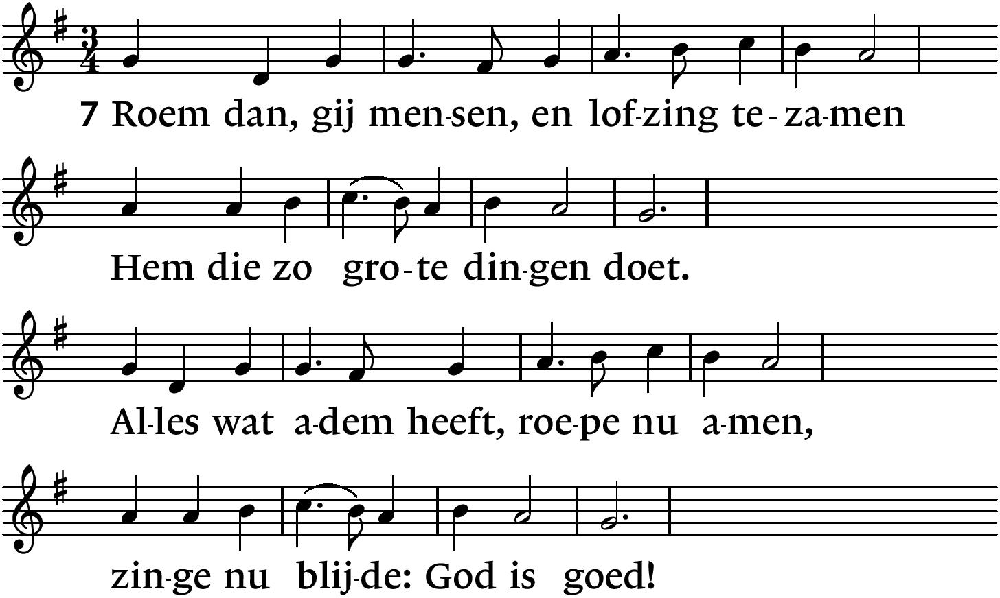 7 Roem dan, gij men-sen, en lof-zing te-za-men
Hem die zo gro-te din-gen doet.
Al-les wat a-dem heeft, roe-pe nu a-men,
zin-ge nu blij-de: God is goed!